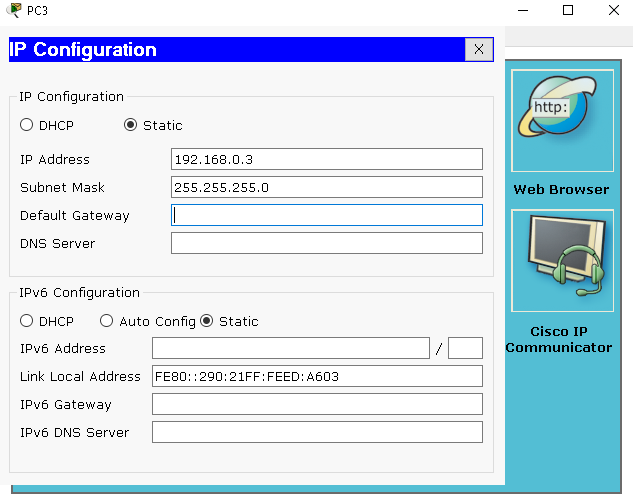 PC3
IP Configuration
X
http:
Web Browser
Cisco IP
Communicator
IP Configuration
DHCP Static
IP Address 192.168.0.3
Subnet Mask 255.255.255.0
Default Gateway
DNS Server
IPv6 Configuration
DHCP Auto Config Static
IPv6 Address /
Link Local Address FE80::290:21FF:FEED:A603
IPv6 Gateway
IPv6 DNS Server